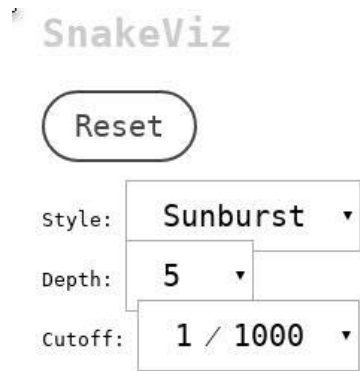 SnakeViz
Reset
Style: Sunburst
Depth: 5
Cutoff: 1 ⁄ 1000